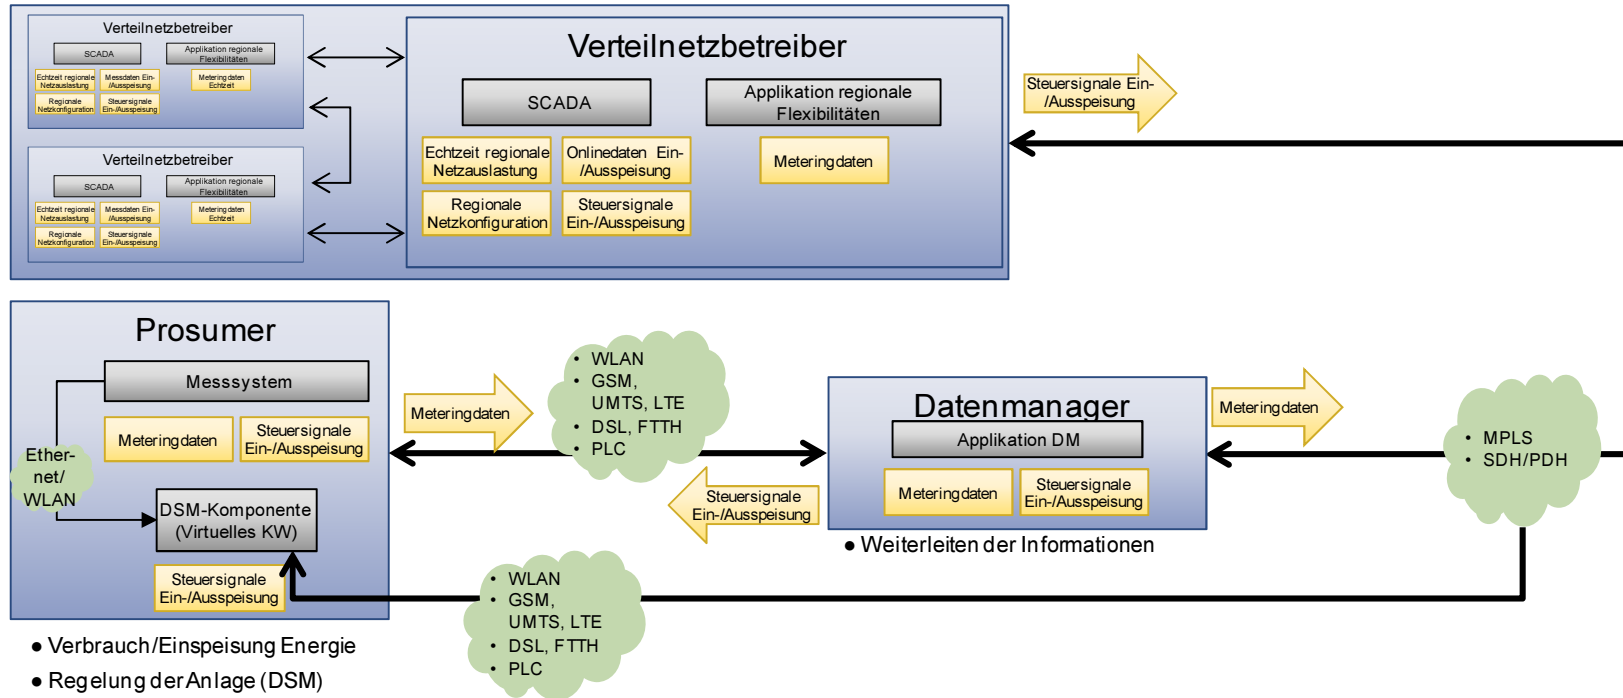 Verteilnetzbetreiber
SCADA
Applikation regionale
Flexibilitäten
Echtzeit regionale
Netzauslastung
Messdaten Ein-
/Ausspeisung
Meteringdaten
Echtzeit
Regionale
Netzkonfiguration
Steuersignale
Ein-/Ausspeisung
Verteilnetzbetreiber
SCADA
Applikation regionale
Flexibilitäten
Echtzeit regionale
Netzauslastung
Messdaten Ein-
/Ausspeisung
Meteringdaten
Echtzeit
Regionale
Netzkonfiguration
Steuersignale
Ein-/Ausspeisung
Verteilnetzbetreiber
SCADA
Applikation regionale
Flexibilitäten
Echtzeit regionale
Netzauslastung
Onlinedaten Ein-
/Ausspeisung
Meteringdaten
Regionale
Netzkonfiguration
Steuersignale
Ein-/Ausspeisung
Steuersignale Ein-
/Ausspeisung
Prosumer
Messsystem
Meteringdaten
Steuersignale
Ein-/Ausspeisung
Ether-
net/
WLAN
DSM-Komponente
(Virtuelles KW)
Steuersignale
Ein-/Ausspeisung
● Verbrauch/Einspeisung Energie
● Regelung der Anlage (DSM)
Meteringdaten
• WLAN
• GSM,
UMTS, LTE
• DSL, FTTH
• PLC
Steuersignale
Ein-/Ausspeisung
Datenmanager
Applikation DM
Meteringdaten
Steuersignale
Ein-/Ausspeisung
● Weiterleiten der Informationen
Meteringdaten
• MPLS
• SDH/PDH
• WLAN
• GSM,
UMTS, LTE
• DSL, FTTH
• PLC